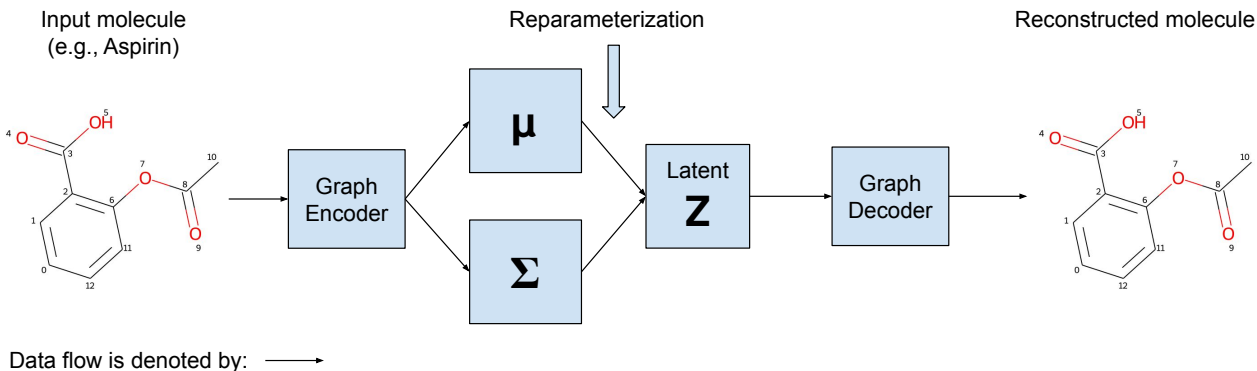 Input molecule
(e.g., Aspirin)
Reparameterization
Reconstructed molecule
4
O
5
OH
3
2
7
O
10
8
6
1
O
9
11
0
12
Graph
Encoder
μ
Σ
Latent
Z
Graph
Decoder
4
O
5
OH
3
2
7
O
10
8
6
1
O
9
11
0
12
Data flow is denoted by: